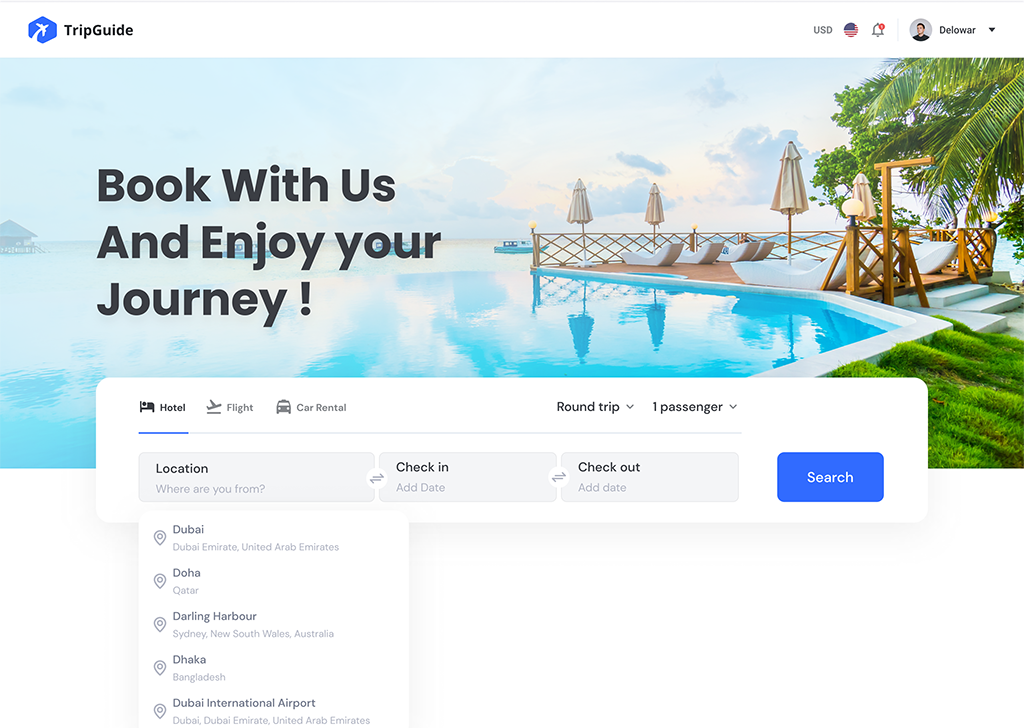 TripGuide
USD
Delowar
Book With Us
And Enjoy your
Journey !
Hotel
Flight
Car Rental
Round trip
1 passenger
Location
Where are you from?
Check in
Add Date
Check out
Add date
Search
Dubai
Dubai Emirate, United Arab Emirates
Doha
Qatar
Darling Harbour
Sydney, New South Wales, Australia
Dhaka
Bangladesh
Dubai International Airport
Dubai, Dubai Emirate, United Arab Emirates